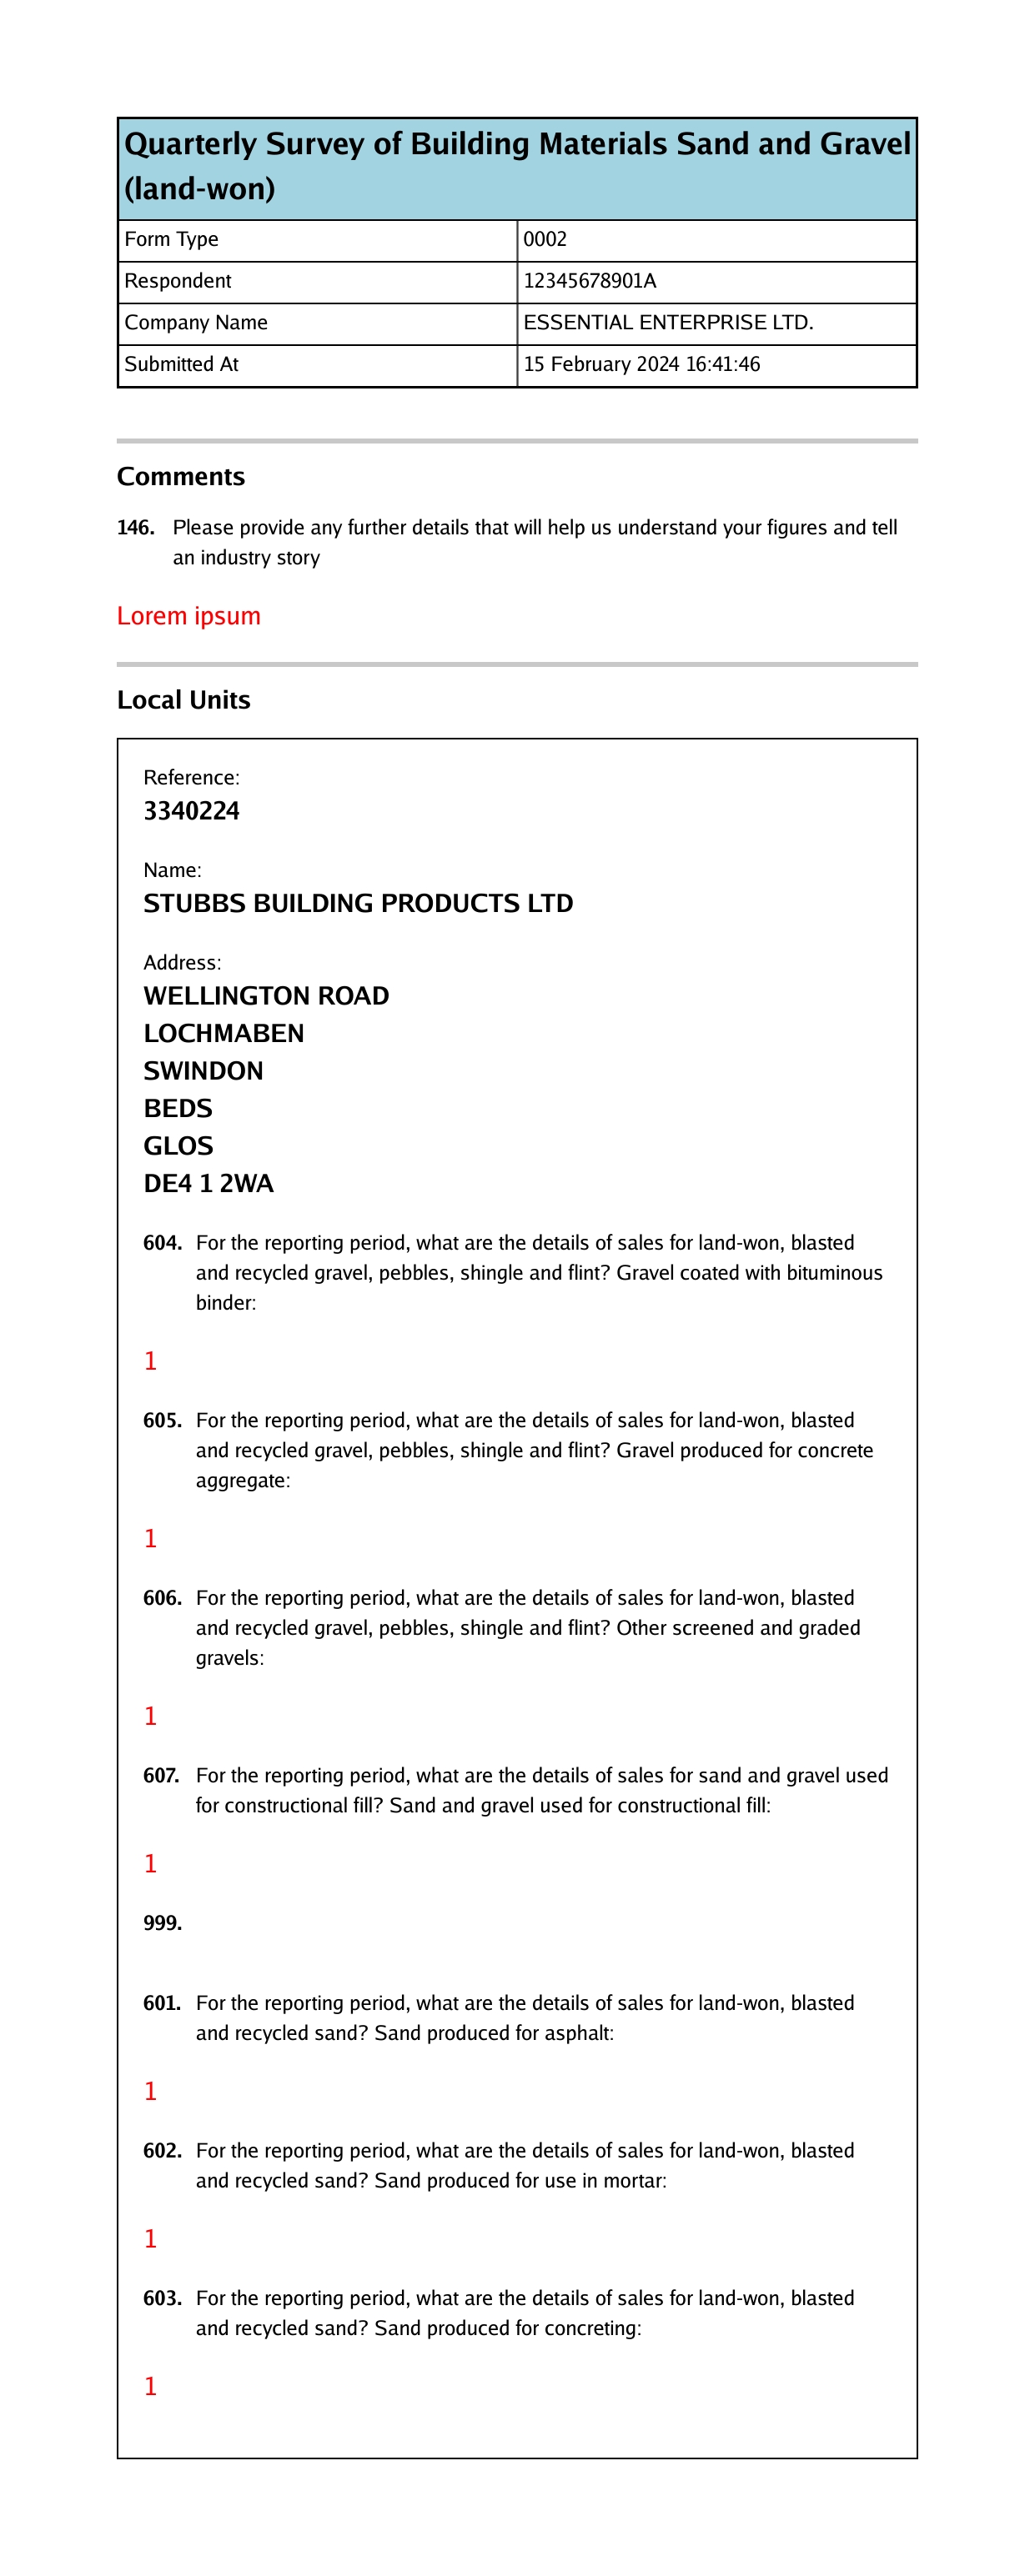 Quarterly Survey of Building Materials Sand and Gravel
(land-won)
Form Type 0002
Respondent 12345678901A
Company Name ESSENTIAL ENTERPRISE LTD.
Submitted At 15 February 2024 16:41:46
Comments
146. Please provide any further details that will help us understand your figures and tell
an industry story
Lorem ipsum
Local Units
Reference:
3340224
Name:
STUBBS BUILDING PRODUCTS LTD
Address:
WELLINGTON ROAD
LOCHMABEN
SWINDON
BEDS
GLOS
DE4 1 2WA
604. For the reporting period, what are the details of sales for land-won, blasted
and recycled gravel, pebbles, shingle and flint? Gravel coated with bituminous
binder:
1
605. For the reporting period, what are the details of sales for land-won, blasted
and recycled gravel, pebbles, shingle and flint? Gravel produced for concrete
aggregate:
1
606. For the reporting period, what are the details of sales for land-won, blasted
and recycled gravel, pebbles, shingle and flint? Other screened and graded
gravels:
1
607. For the reporting period, what are the details of sales for sand and gravel used
for constructional fill? Sand and gravel used for constructional fill:
1
999.
601. For the reporting period, what are the details of sales for land-won, blasted
and recycled sand? Sand produced for asphalt:
1
602. For the reporting period, what are the details of sales for land-won, blasted
and recycled sand? Sand produced for use in mortar:
1
603. For the reporting period, what are the details of sales for land-won, blasted
and recycled sand? Sand produced for concreting:
1